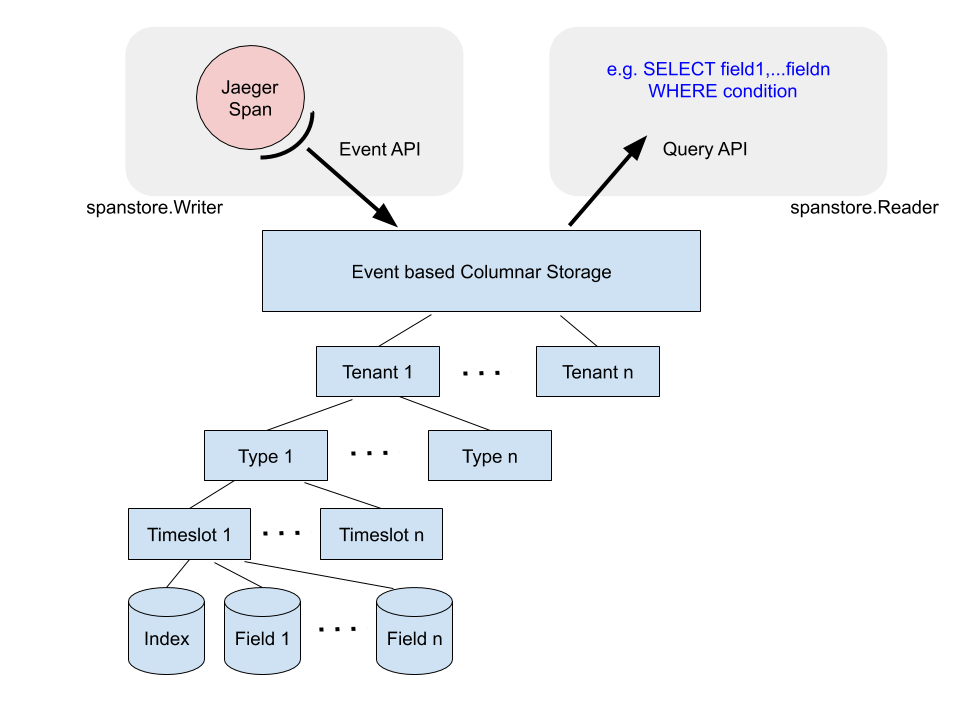 Jaeger
Span
Event API
spanstore.Writer
e.g. SELECT field1,...fieldn
WHERE condition
Query API
spanstore.Reader
Event based Columnar Storage
Tenant 1
. . .
Tenant n
Type 1
. . .
Type n
Timeslot 1
. . .
Timeslot n
Index
Field 1
. . .
Field n